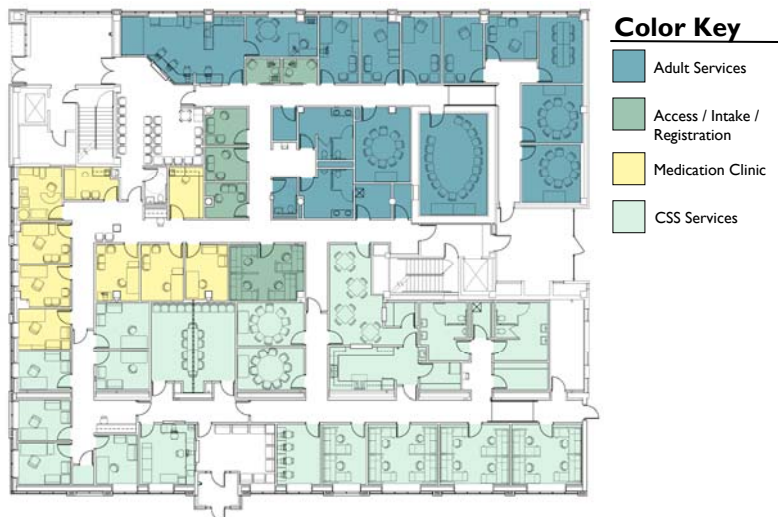 Color Key
Adult Services
Access / Intake /
Registration
Medication Clinic
CSS Services